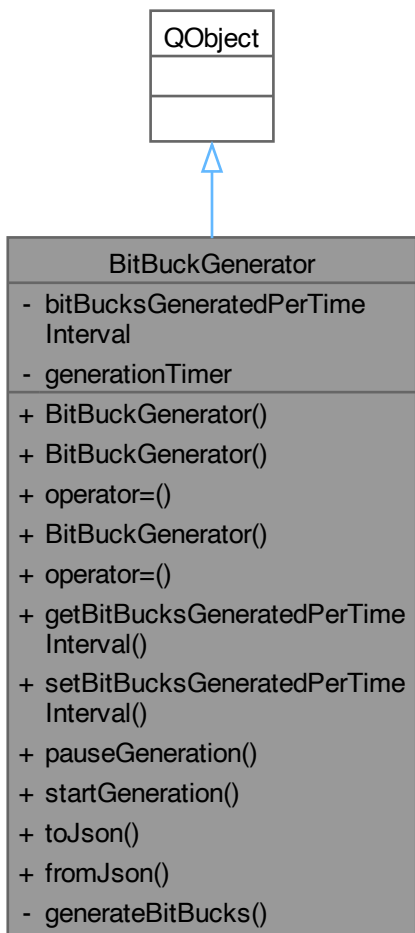 QObject
BitBuckGenerator
- bitBucksGeneratedPerTime
Interval
- generationTimer
+ BitBuckGenerator()
+ BitBuckGenerator()
+ operator=()
+ BitBuckGenerator()
+ operator=()
+ getBitBucksGeneratedPerTime
Interval()
+ setBitBucksGeneratedPerTime
Interval()
+ pauseGeneration()
+ startGeneration()
+ toJson()
+ fromJson()
- generateBitBucks()